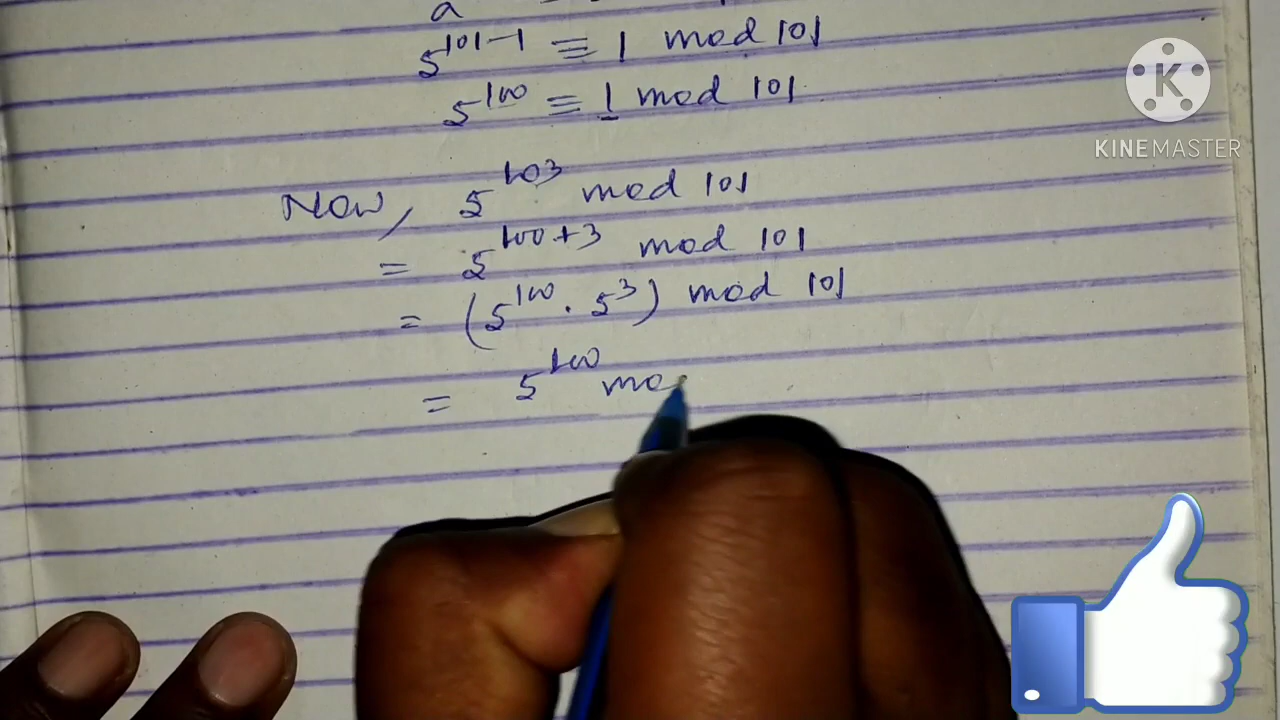 a
5^101-1 ≡ 1 mod 101
5^100 ≡ 1 mod 101
Now, 5^103 mod 101
= 5^100+3 mod 101
= (5^100 · 5^3) mod 101
= 5^100 mo
K
KINEMASTER